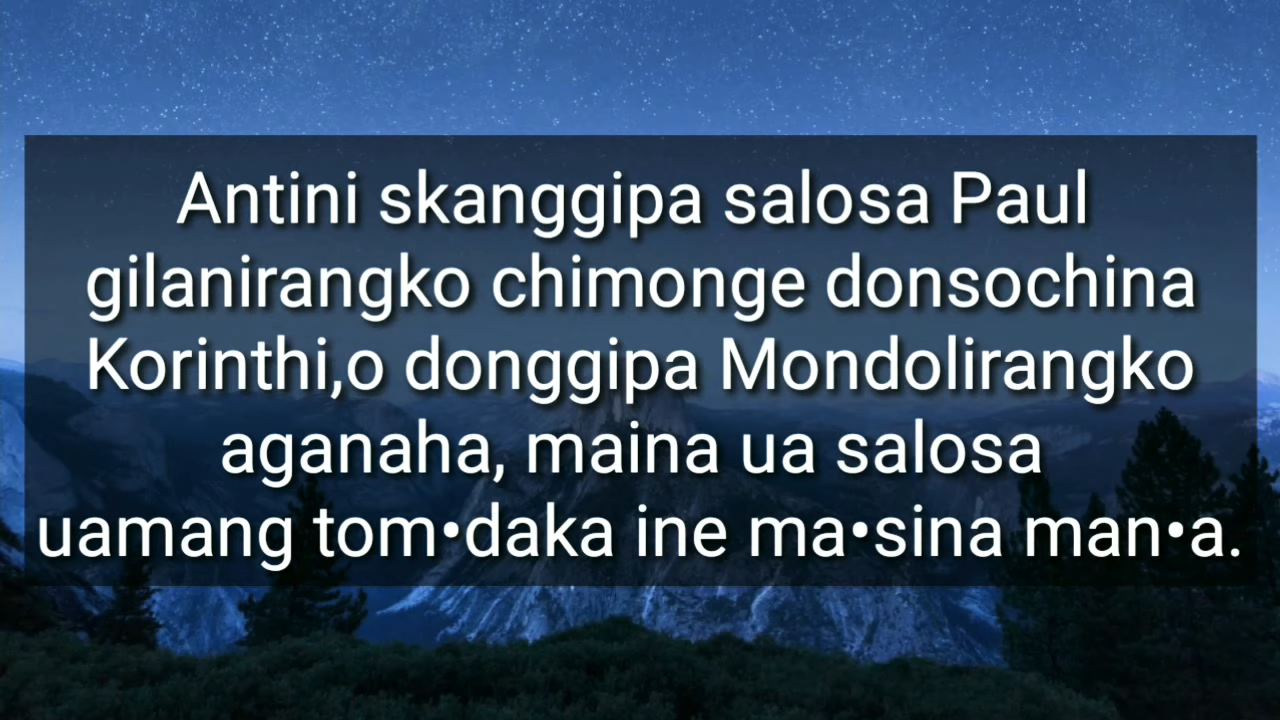 Antini skanggipa salosa Paul
gilanirangko chimonge donsochina
Korinthi,o donggipa Mondolirangko
aganaha, maina ua salosa
uamang tom•daka ine ma•sina man•a.